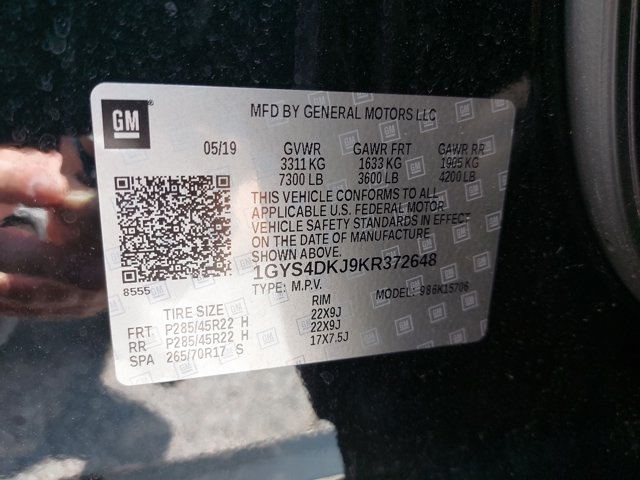 GM
MFD BY GENERAL MOTORS LLC
05/19 GVWR GAWR FRT GAWR RR
3311 KG 1633 KG 1905 KG
7300 LB 3600 LB 4200 LB
THIS VEHICLE CONFORMS TO ALL
APPLICABLE U.S. FEDERAL MOTOR
VEHICLE SAFETY STANDARDS IN EFFECT
ON THE DATE OF MANUFACTURE
SHOWN ABOVE.
1GYS4DKJ9KR372648
8555
TYPE: M.P.V. MODEL: 986K15706
TIRE SIZE RIM
FRT P285/45R22 H 22X9J
RR P285/45R22 H 22X9J
SPA 265/70R17 S 17X7.5J